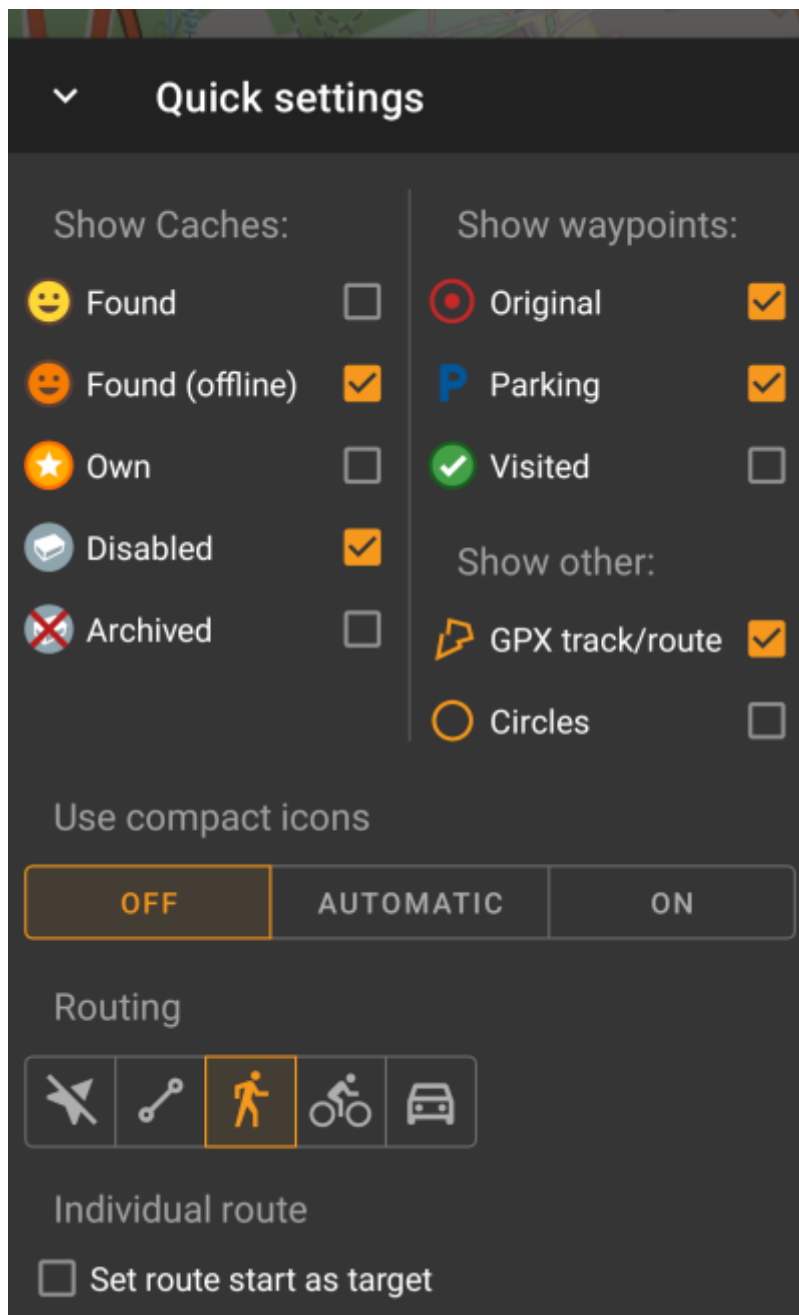 Quick settings
Show Caches:
Found
Found (offline)
Own
Disabled
Archived
Show waypoints:
Original
P Parking
Visited
Show other:
GPX track/route
Circles
Use compact icons
OFF AUTOMATIC ON
Routing
Individual route
Set route start as target